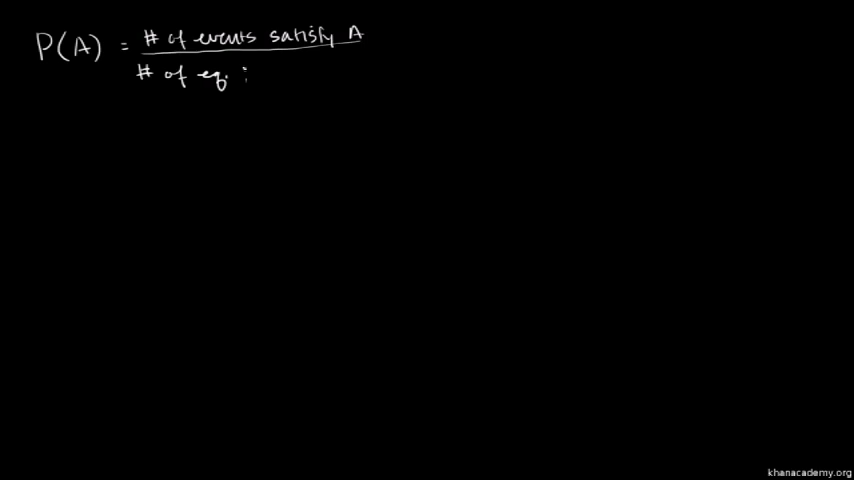 P(A) = # of events satisfy A
# of eq.
khanacademy.org